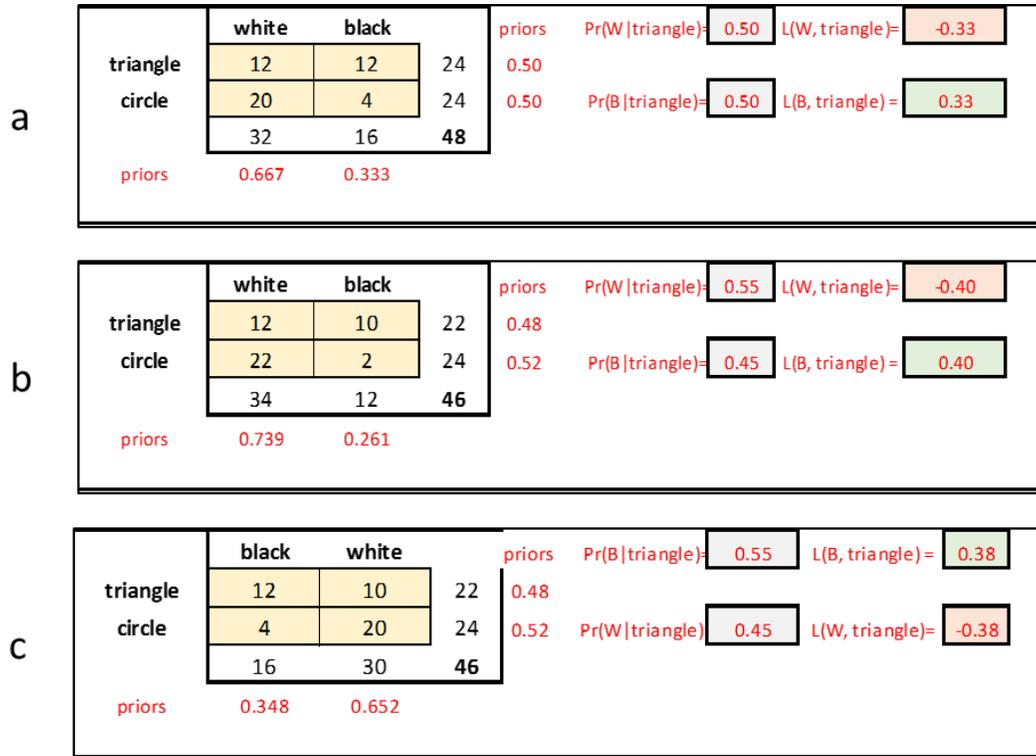 white black priors Pr(W|triangle)= 0.50 L(W, triangle)= -0.33
triangle 12 12 24 0.50
a
circle 20 4 24 0.50 Pr(B|triangle)= 0.50 L(B, triangle) = 0.33
32 16 48
priors 0.667 0.333
white black priors Pr(W|triangle)= 0.55 L(W, triangle)= -0.40
triangle 12 10 22 0.48
b
circle 22 2 24 0.52 Pr(B|triangle)= 0.45 L(B, triangle) = 0.40
34 12 46
priors 0.739 0.261
black white priors Pr(B|triangle)= 0.55 L(B, triangle) = 0.38
triangle 12 10 22 0.48
c
circle 4 20 24 0.52 Pr(W|triangle) 0.45 L(W, triangle)= -0.38
16 30 46
priors 0.348 0.652